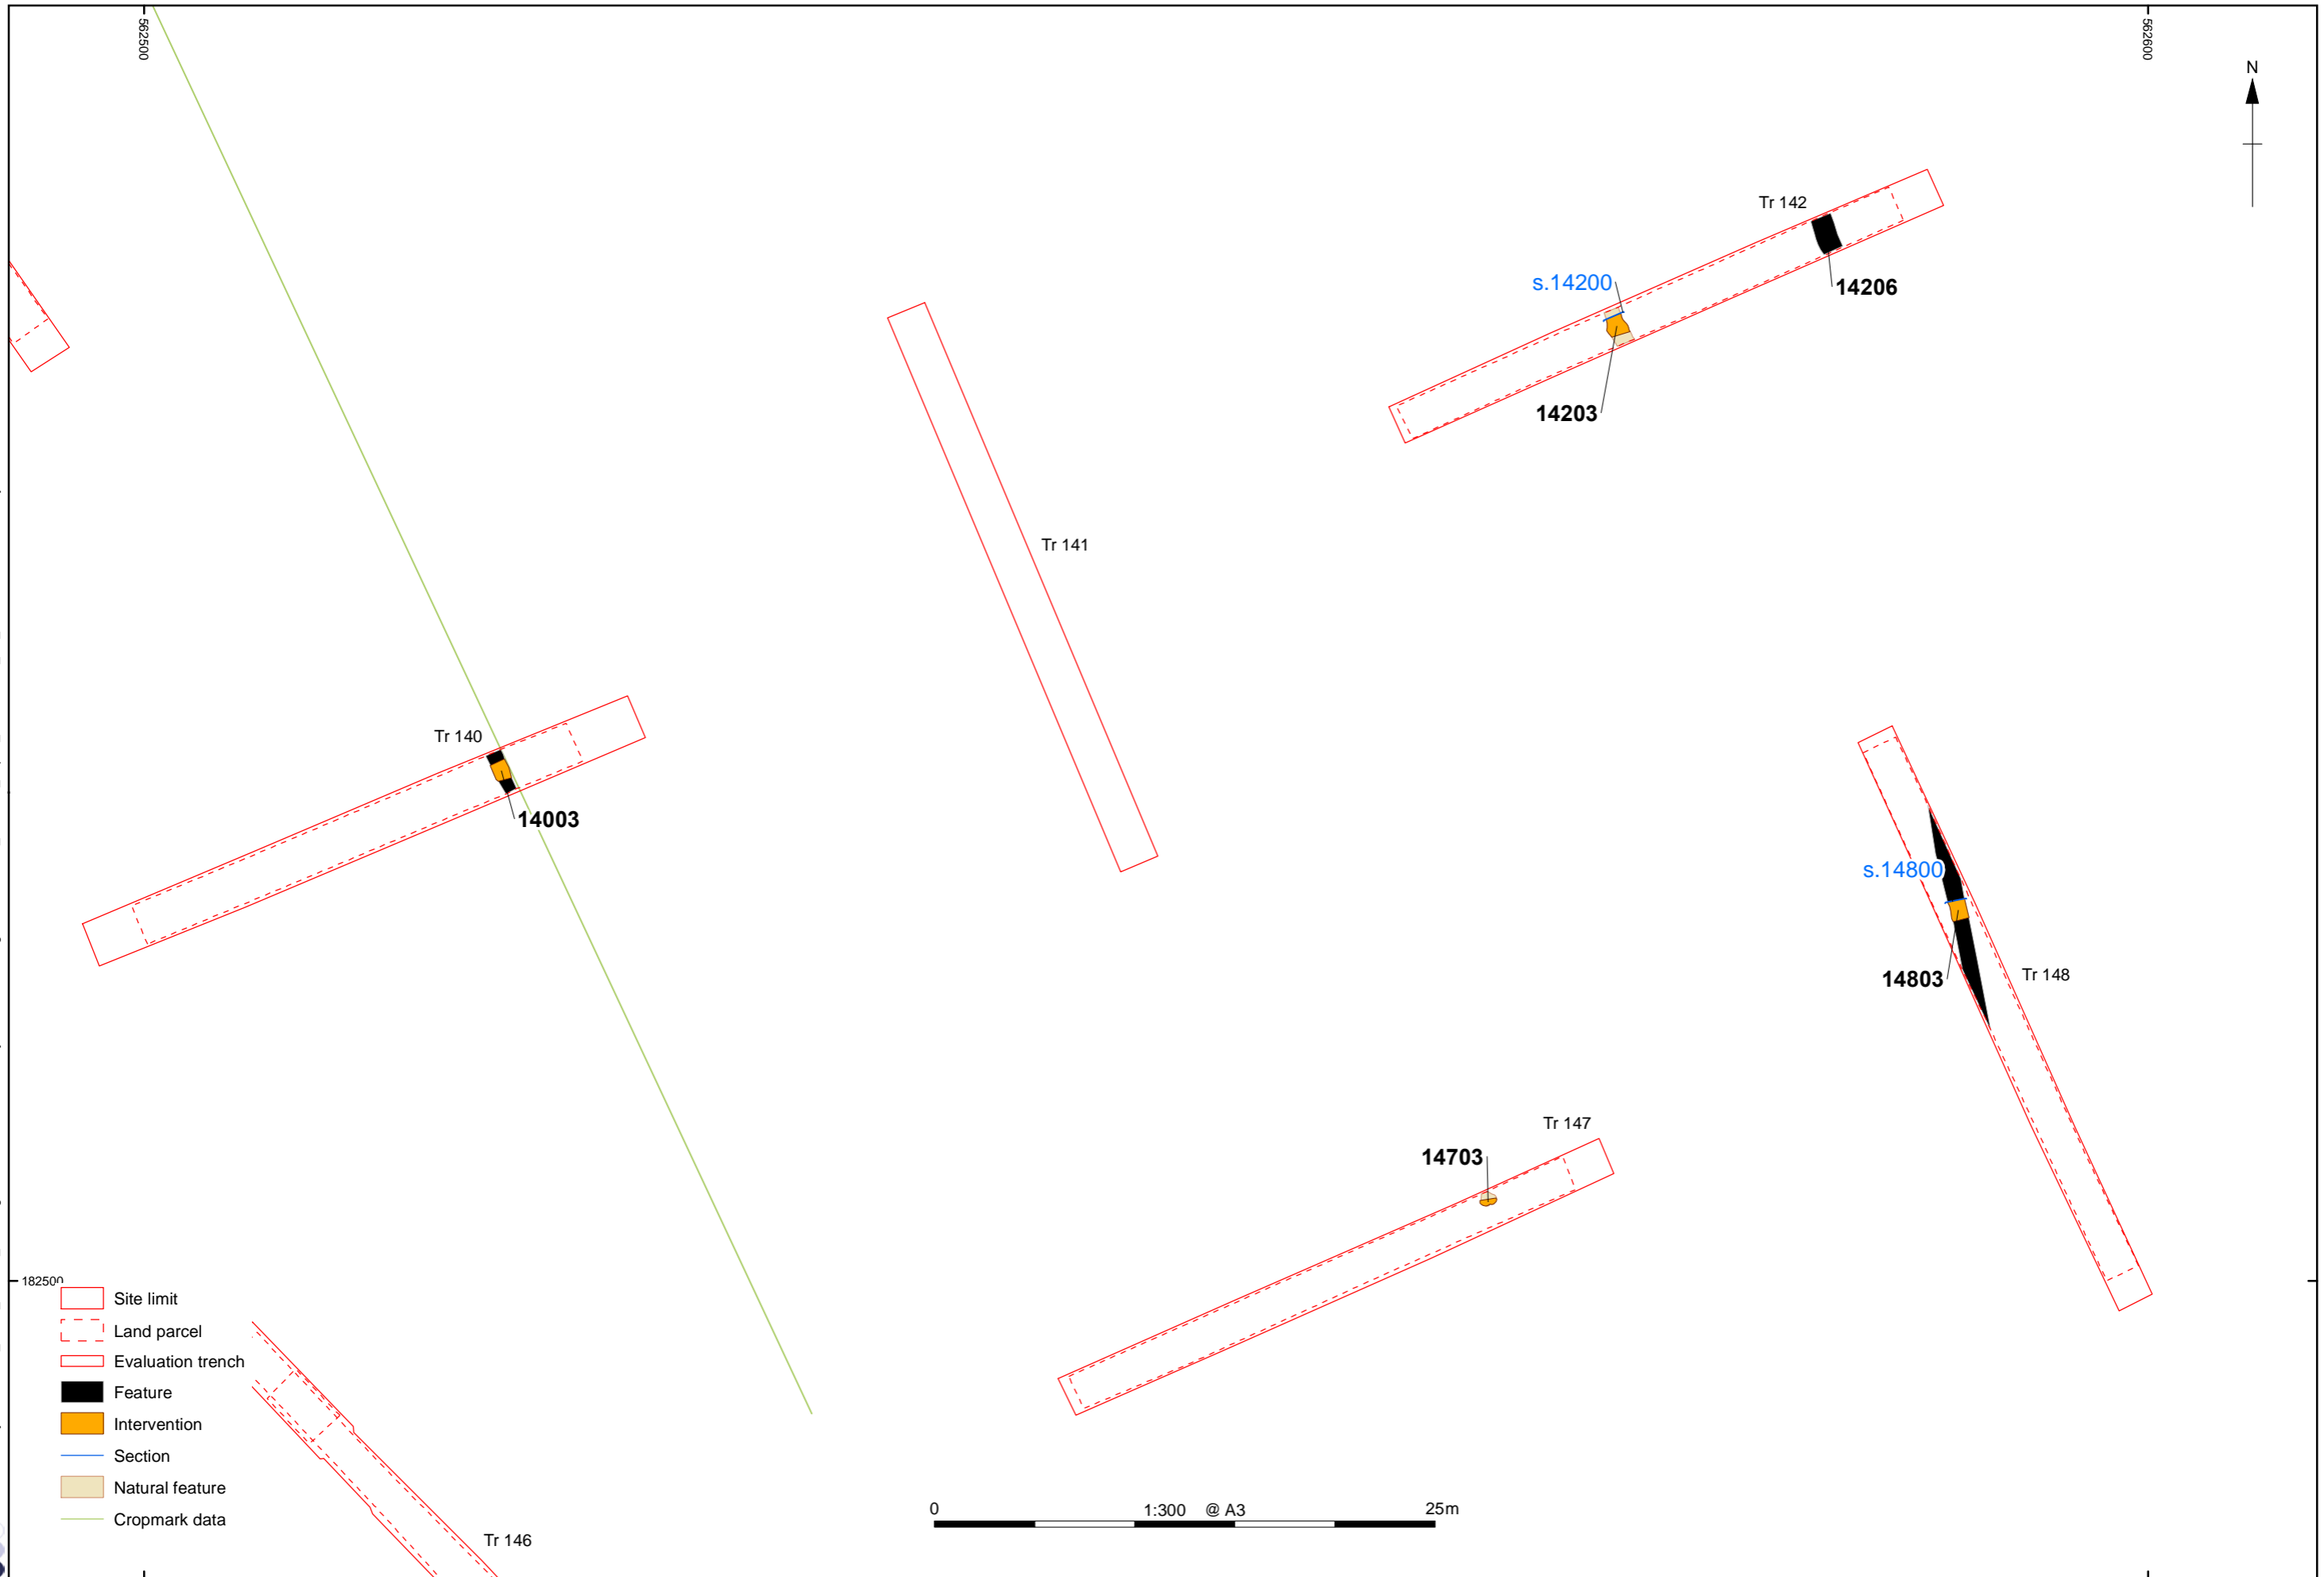 562500
562600
N
Tr 142
s.14200
14206
14203
Tr 141
Tr 140
14003
s.14800
14803
Tr 148
Tr 147
14703
182500
Site limit
Land parcel
Evaluation trench
Feature
Intervention
Section
Natural feature
Cropmark data
0 1:300 @ A3 25m
Tr 146